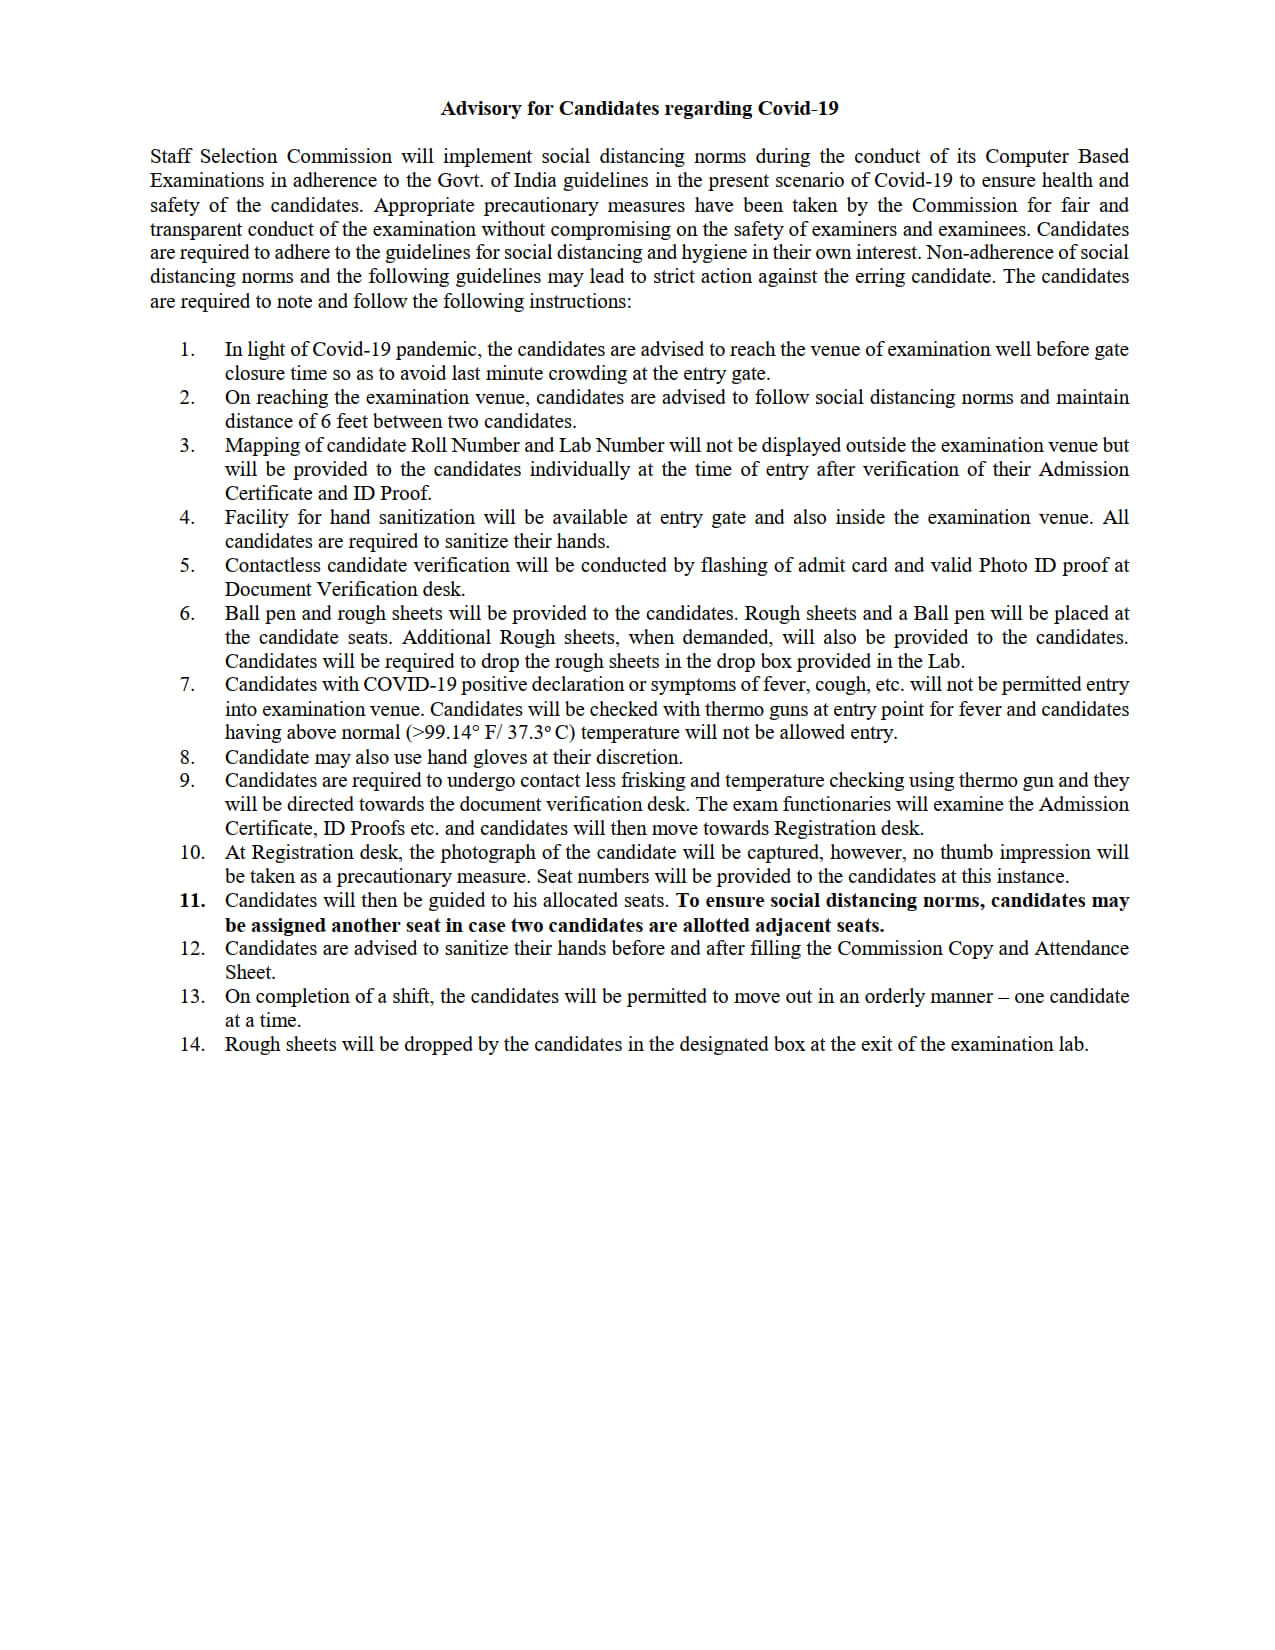 Advisory for Candidates regarding Covid-19
Staff Selection Commission will implement social distancing norms during the conduct of its Computer Based
Examinations in adherence to the Govt. of India guidelines in the present scenario of Covid-19 to ensure health and
safety of the candidates. Appropriate precautionary measures have been taken by the Commission for fair and
transparent conduct of the examination without compromising on the safety of examiners and examinees. Candidates
are required to adhere to the guidelines for social distancing and hygiene in their own interest. Non-adherence of social
distancing norms and the following guidelines may lead to strict action against the erring candidate. The candidates
are required to note and follow the following instructions:
1. In light of Covid-19 pandemic, the candidates are advised to reach the venue of examination well before gate
closure time so as to avoid last minute crowding at the entry gate.
2. On reaching the examination venue, candidates are advised to follow social distancing norms and maintain
distance of 6 feet between two candidates.
3. Mapping of candidate Roll Number and Lab Number will not be displayed outside the examination venue but
will be provided to the candidates individually at the time of entry after verification of their Admission
Certificate and ID Proof.
4. Facility for hand sanitization will be available at entry gate and also inside the examination venue. All
candidates are required to sanitize their hands.
5. Contactless candidate verification will be conducted by flashing of admit card and valid Photo ID proof at
Document Verification desk.
6. Ball pen and rough sheets will be provided to the candidates. Rough sheets and a Ball pen will be placed at
the candidate seats. Additional Rough sheets, when demanded, will also be provided to the candidates.
Candidates will be required to drop the rough sheets in the drop box provided in the Lab.
7. Candidates with COVID-19 positive declaration or symptoms of fever, cough, etc. will not be permitted entry
into examination venue. Candidates will be checked with thermo guns at entry point for fever and candidates
having above normal (>99.14° F/ 37.3° C) temperature will not be allowed entry.
8. Candidate may also use hand gloves at their discretion.
9. Candidates are required to undergo contact less frisking and temperature checking using thermo gun and they
will be directed towards the document verification desk. The exam functionaries will examine the Admission
Certificate, ID Proofs etc. and candidates will then move towards Registration desk.
10. At Registration desk, the photograph of the candidate will be captured, however, no thumb impression will
be taken as a precautionary measure. Seat numbers will be provided to the candidates at this instance.
11. Candidates will then be guided to his allocated seats. To ensure social distancing norms, candidates may
be assigned another seat in case two candidates are allotted adjacent seats.
12. Candidates are advised to sanitize their hands before and after filling the Commission Copy and Attendance
Sheet.
13. On completion of a shift, the candidates will be permitted to move out in an orderly manner – one candidate
at a time.
14. Rough sheets will be dropped by the candidates in the designated box at the exit of the examination lab.